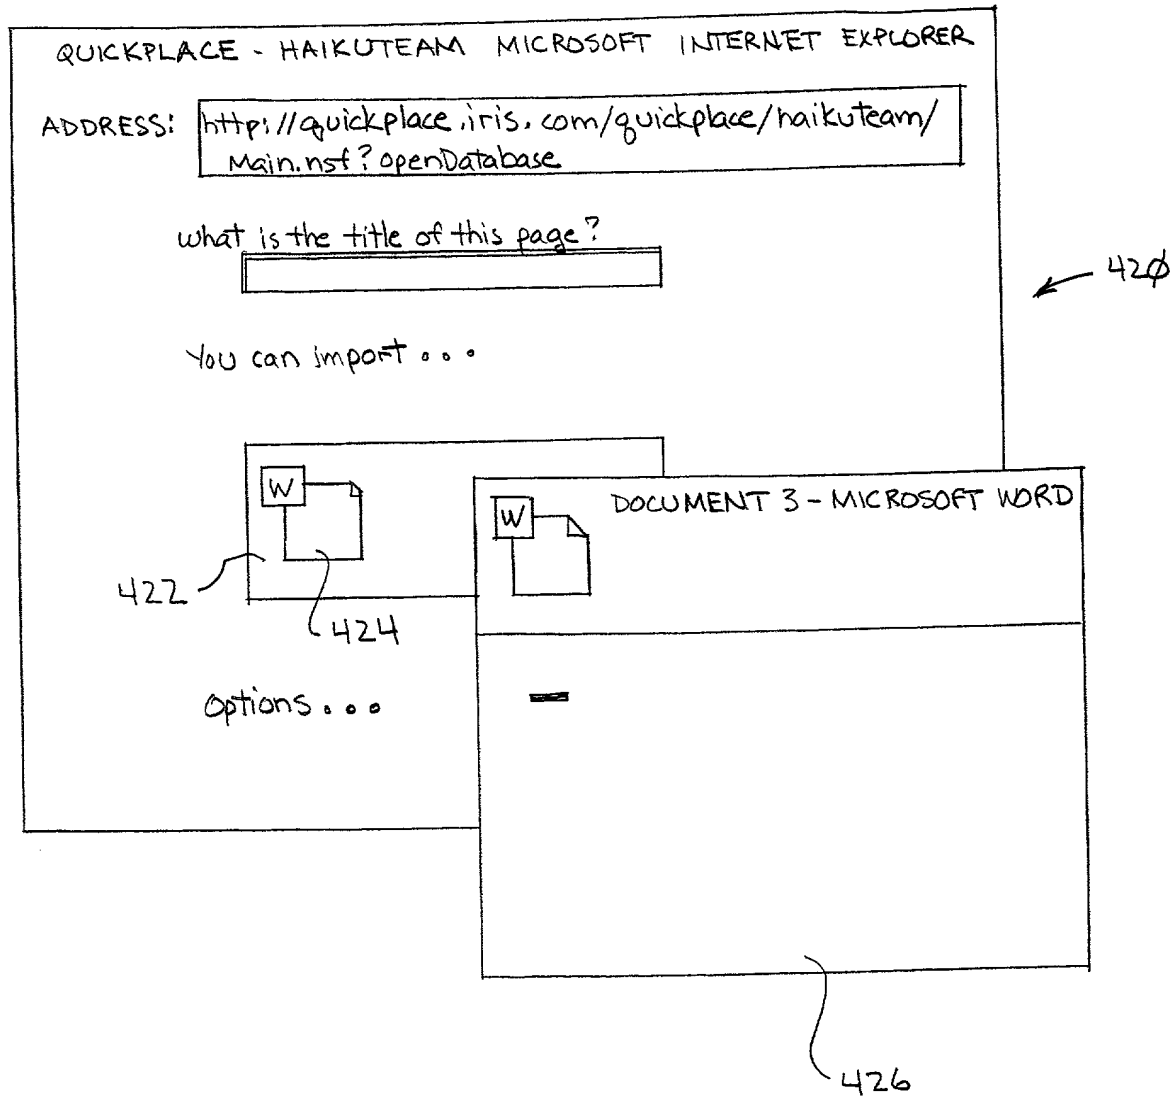 QUICKPLACE - HAIKUTEAM MICROSOFT INTERNET EXPLORER
ADDRESS: http://quickplace.iris.com/quickplace/haikuteam/
Main.nsf?openDatabase
What is the title of this page?
420
You can import...
W
W DOCUMENT 3 - MICROSOFT WORD
422
424
Options...
426